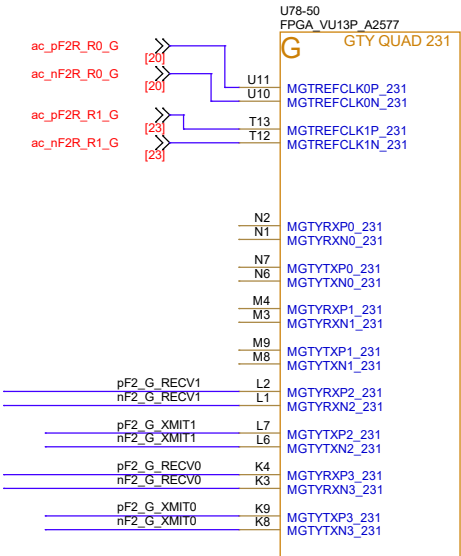 U78-50
FPGA_VU13P_A2577
G GTY QUAD 231
ac_pF2R_R0_G [20] U11 MGTREFCLK0P_231
ac_nF2R_R0_G [20] U10 MGTREFCLK0N_231
ac_pF2R_R1_G [23] T13 MGTREFCLK1P_231
ac_nF2R_R1_G [23] T12 MGTREFCLK1N_231
N2 MGTYRXP0_231
N1 MGTYRXN0_231
N7 MGTYTXP0_231
N6 MGTYTXN0_231
M4 MGTYRXP1_231
M3 MGTYRXN1_231
M9 MGTYTXP1_231
M8 MGTYTXN1_231
pF2_G_RECV1 L2 MGTYRXP2_231
nF2_G_RECV1 L1 MGTYRXN2_231
pF2_G_XMIT1 L7 MGTYTXP2_231
nF2_G_XMIT1 L6 MGTYTXN2_231
pF2_G_RECV0 K4 MGTYRXP3_231
nF2_G_RECV0 K3 MGTYRXN3_231
pF2_G_XMIT0 K9 MGTYTXP3_231
nF2_G_XMIT0 K8 MGTYTXN3_231